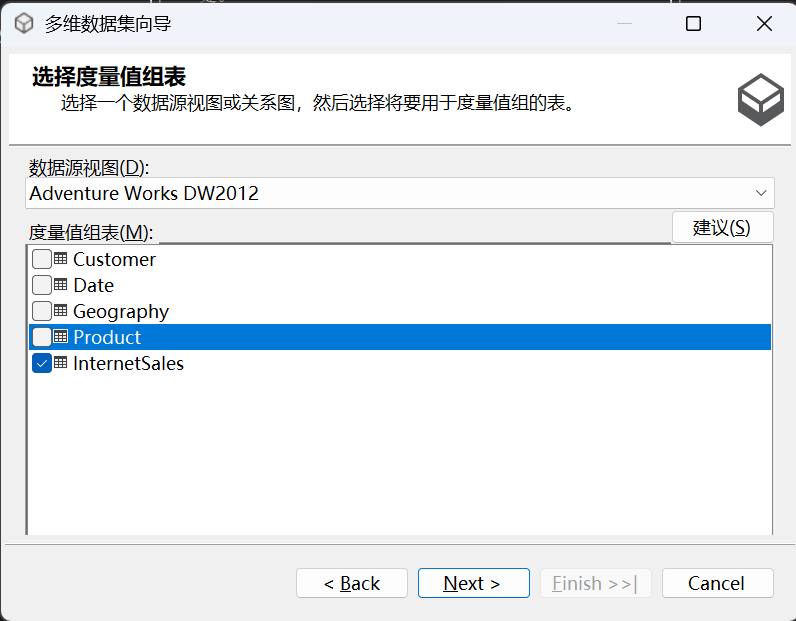 多维数据集向导
选择度量值组表
选择一个数据源视图或关系图，然后选择将要用于度量值组的表。
数据源视图(D):
Adventure Works DW2012
度量值组表(M):
建议(S)
Customer
Date
Geography
Product
InternetSales
< Back
Next >
Finish >>|
Cancel